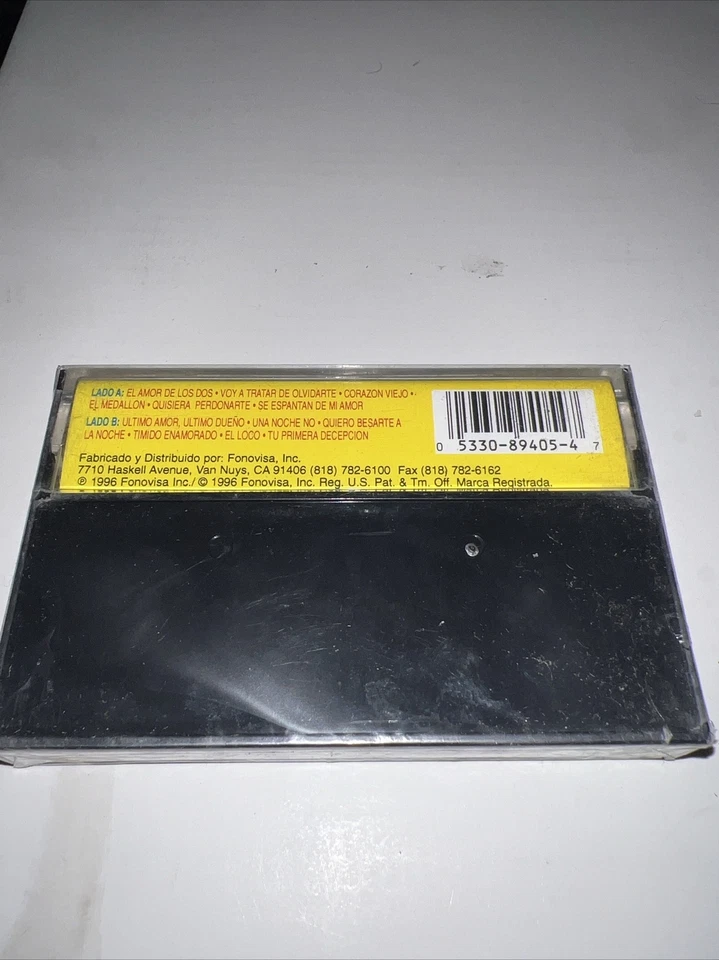 LADO A: EL AMOR DE LOS DOS • VOY A TRATAR DE OLVIDARTE • CORAZON VIEJO •
EL MEDALLON • QUISIERA PERDONARTE • SE ESPANTAN DE MI AMOR
LADO B: ULTIMO AMOR, ULTIMO DUEÑO • UNA NOCHE NO • QUIERO BESARTE A
LA NOCHE • TIMIDO ENAMORADO • EL LOCO • TU PRIMERA DECEPCION
0 5330-89405-4 7
Fabricado y Distribuido por: Fonovisa, Inc.
7710 Haskell Avenue, Van Nuys, CA 91406 (818) 782-6100 Fax (818) 782-6162
℗ 1996 Fonovisa Inc./ © 1996 Fonovisa, Inc. Reg. U.S. Pat. & Tm. Off. Marca Registrada.